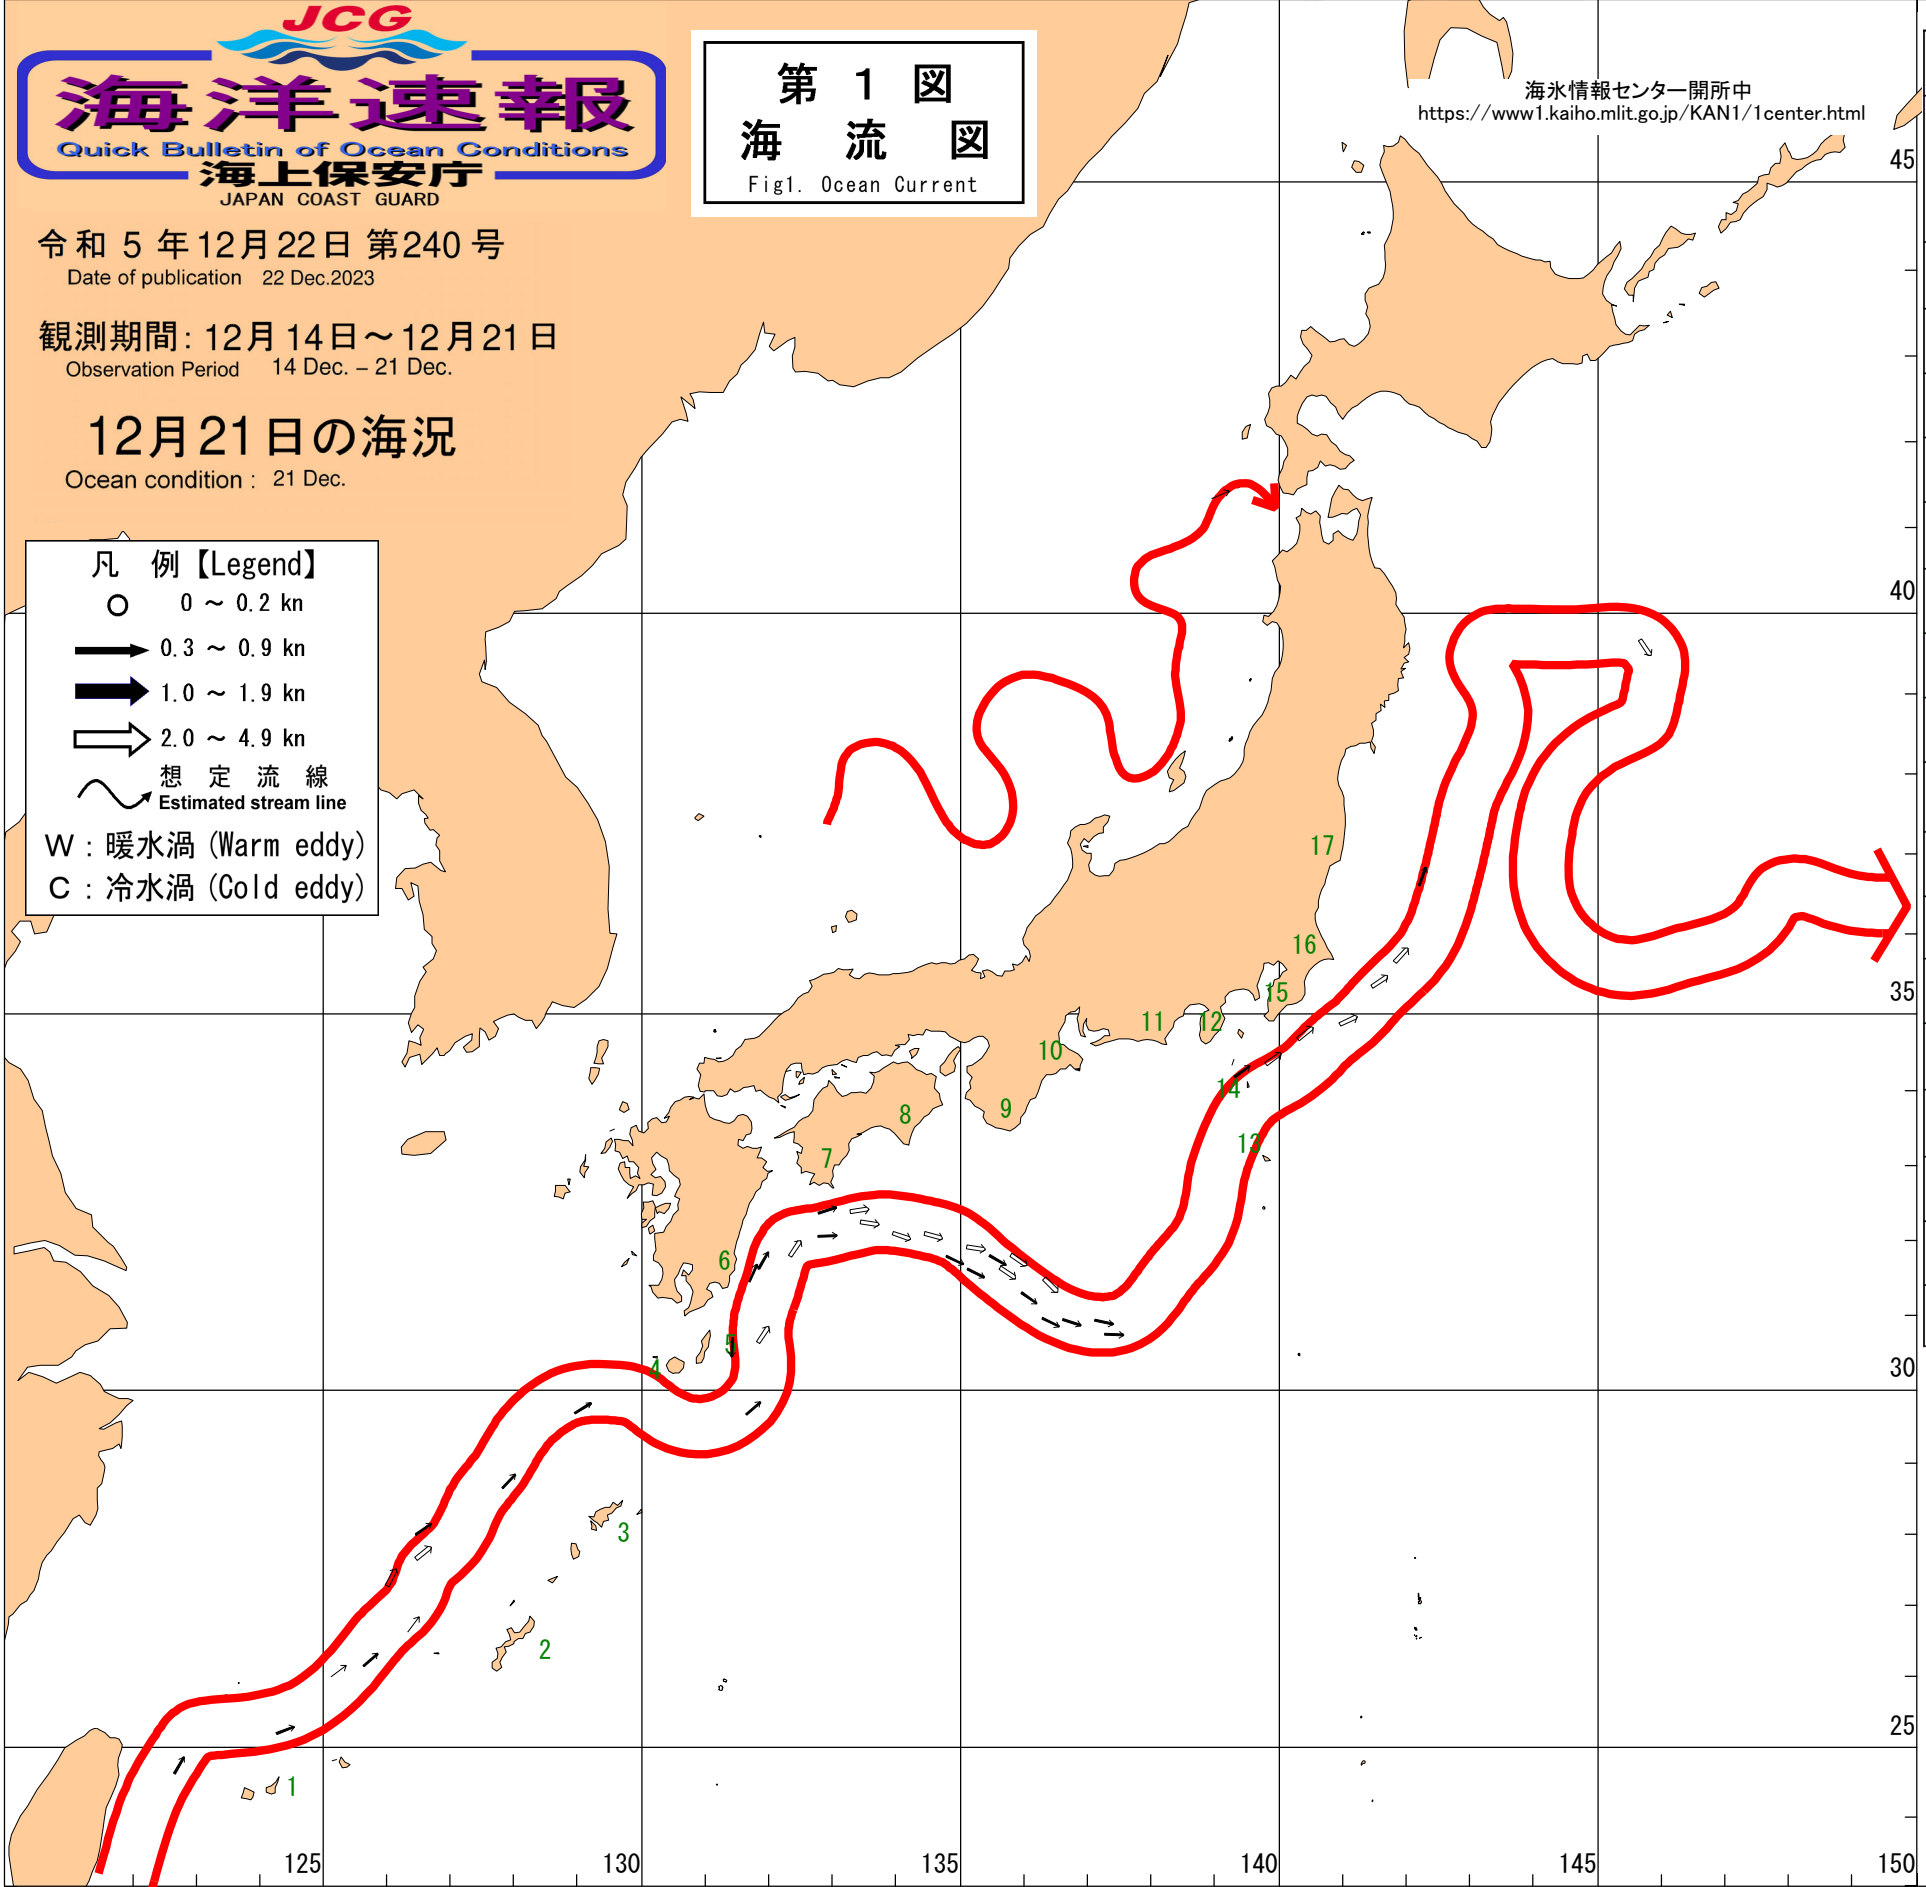 JCG
海洋速報
Quick Bulletin of Ocean Conditions
海上保安庁
JAPAN COAST GUARD
令和 5 年12月22日 第240号
Date of publication 22 Dec.2023
観測期間: 12月14日～12月21日
Observation Period 14 Dec. – 21 Dec.
12月21日の海況
Ocean condition : 21 Dec.
第 1 図
海 流 図
Fig1. Ocean Current
海氷情報センター開所中
https://www1.kaiho.mlit.go.jp/KAN1/1center.html
凡 例【Legend】
0 ～ 0.2 kn
0.3 ～ 0.9 kn
1.0 ～ 1.9 kn
2.0 ～ 4.9 kn
想 定 流 線
Estimated stream line
W : 暖水渦 (Warm eddy)
C : 冷水渦 (Cold eddy)
45
40
35
30
25
17
16
15
11
12
10
14
9
8
13
7
6
5
4
3
2
1
125
130
135
140
145
150